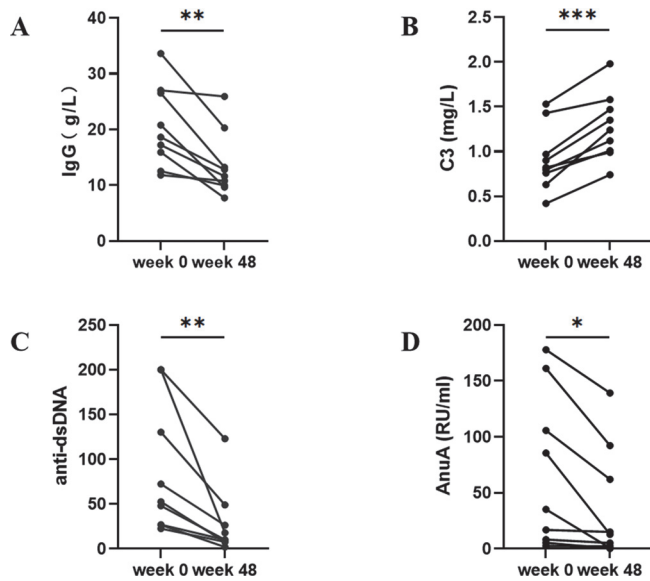 A
**
IgG( g/L)
40
30
20
10
0
week 0 week 48
B
***
C3 (mg/L)
2.5
2.0
1.5
1.0
0.5
0.0
week 0 week 48
C
**
anti-dsDNA
250
200
150
100
50
0
week 0 week 48
D
*
AnuA (RU/ml)
200
150
100
50
0
week 0 week 48